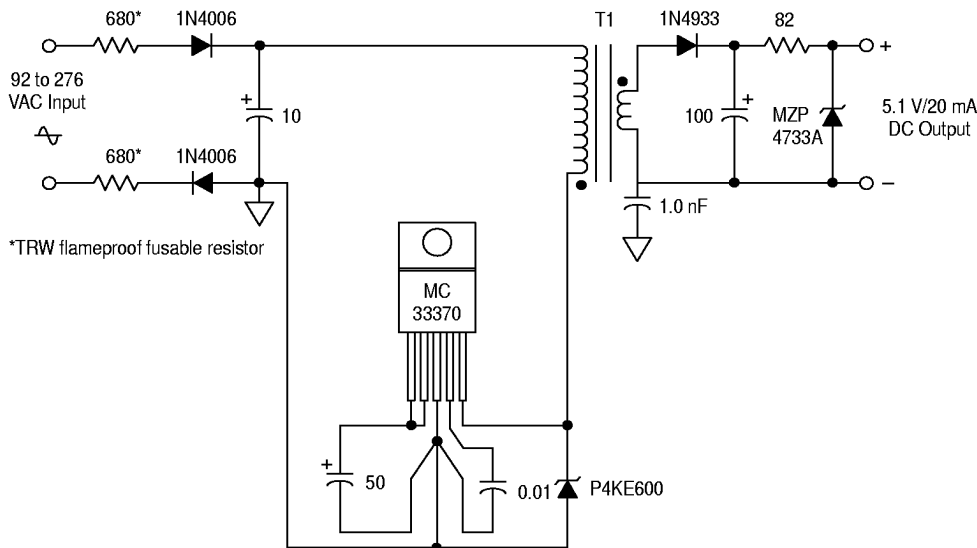 680*
1N4006
T1
1N4933
82
+
92 to 276
VAC Input
+
10
+
100
MZP
4733A
5.1 V/20 mA
DC Output
680*
1N4006
−
1.0 nF
*TRW flameproof fusable resistor
MC
33370
+
50
0.01
P4KE600